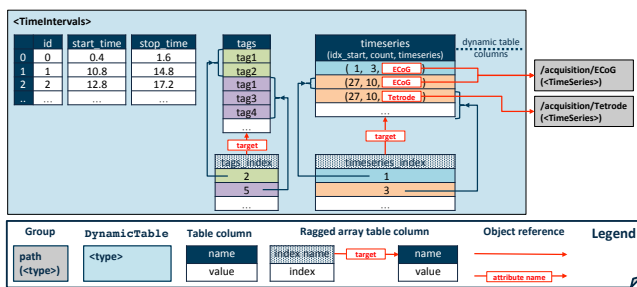 <TimeIntervals>
id start_time stop_time
0 0 0.4 1.6
1 1 10.8 14.8
2 2 12.8 17.2
.. ... ... ...
tags
tag1
tag2
tag1
tag3
tag4
...
target
tags_index
2
5
...
timeseries
(idx_start, count, timeseries)
( 1, 3, ECoG )
(27, 10, ECoG )
(27, 10, Tetrode )
...
target
timeseries_index
1
3
...
dynamic table
columns
/acquisition/ECoG
(<TimeSeries>)
/acquisition/Tetrode
(<TimeSeries>)
Group DynamicTable Table column Ragged array table column Object reference Legend
path
(<type>)
<type>
name
value
index name
index
target
name
value
attribute name